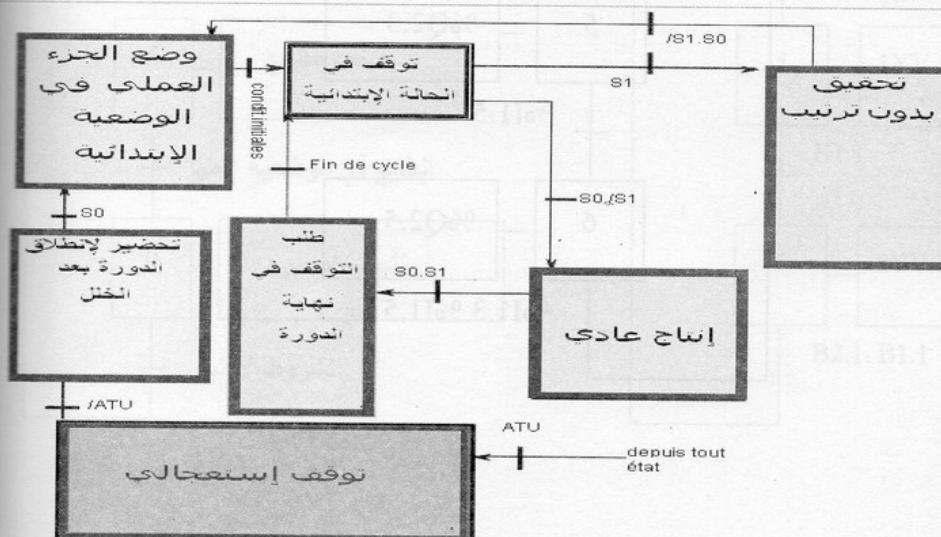 /S1.S0
وضع الجزء
العملي في
الوضعية
الإبتدائية
condit.initiales
توقف في
الحالة الإبتدائية
S1
تحقيق
بدون ترتيب
Fin de cycle
S0
S0./S1
تحضير لإنطلاق
الدورة بعد
الخلل
طلب
التوقف في
نهاية
الدورة
S0.S1
إنتاج عادي
/ATU
ATU
depuis tout
état
توقف إستعجالي